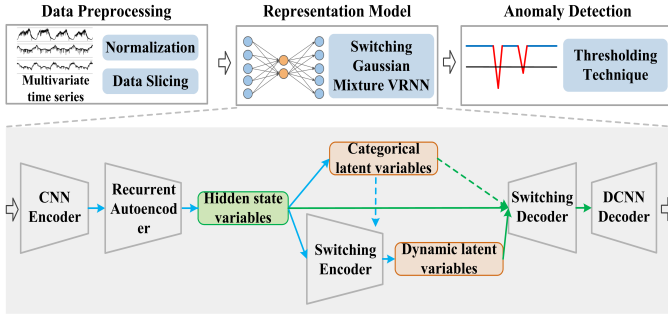 Data Preprocessing
Normalization
Data Slicing
Multivariate
time series
Representation Model
Switching
Gaussian
Mixture VRNN
Anomaly Detection
Thresholding
Technique
CNN
Encoder
Recurrent
Autoencod
er
Hidden state
variables
Categorical
latent variables
Switching
Encoder
Dynamic latent
variables
Switching
Decoder
DCNN
Decoder